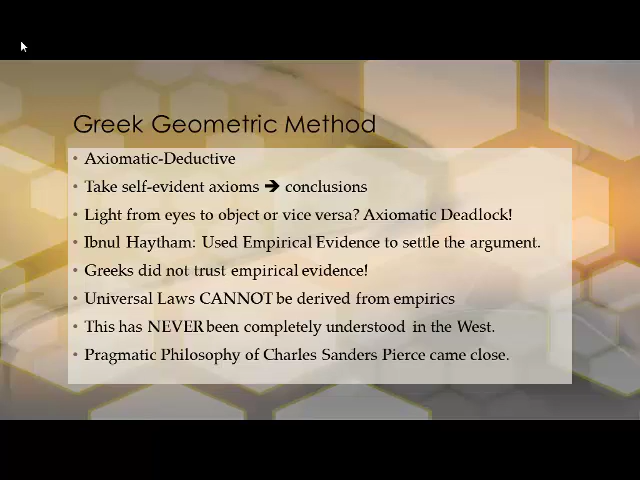 Greek Geometric Method
• Axiomatic-Deductive
• Take self-evident axioms ➔ conclusions
• Light from eyes to object or vice versa? Axiomatic Deadlock!
• Ibnul Haytham: Used Empirical Evidence to settle the argument.
• Greeks did not trust empirical evidence!
• Universal Laws CANNOT be derived from empirics
• This has NEVER been completely understood in the West.
• Pragmatic Philosophy of Charles Sanders Pierce came close.